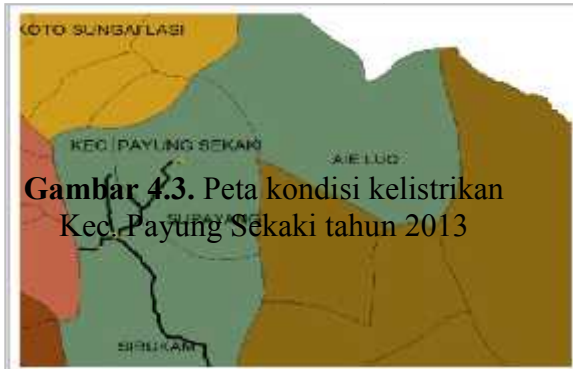 KOTO SUNGAI LASI
KEC. PAYUNG SEKAKI
AIE LUO
Gambar 4.3. Peta kondisi kelistrikan
SUPAYANG
Kec. Payung Sekaki tahun 2013
SIRUKAM